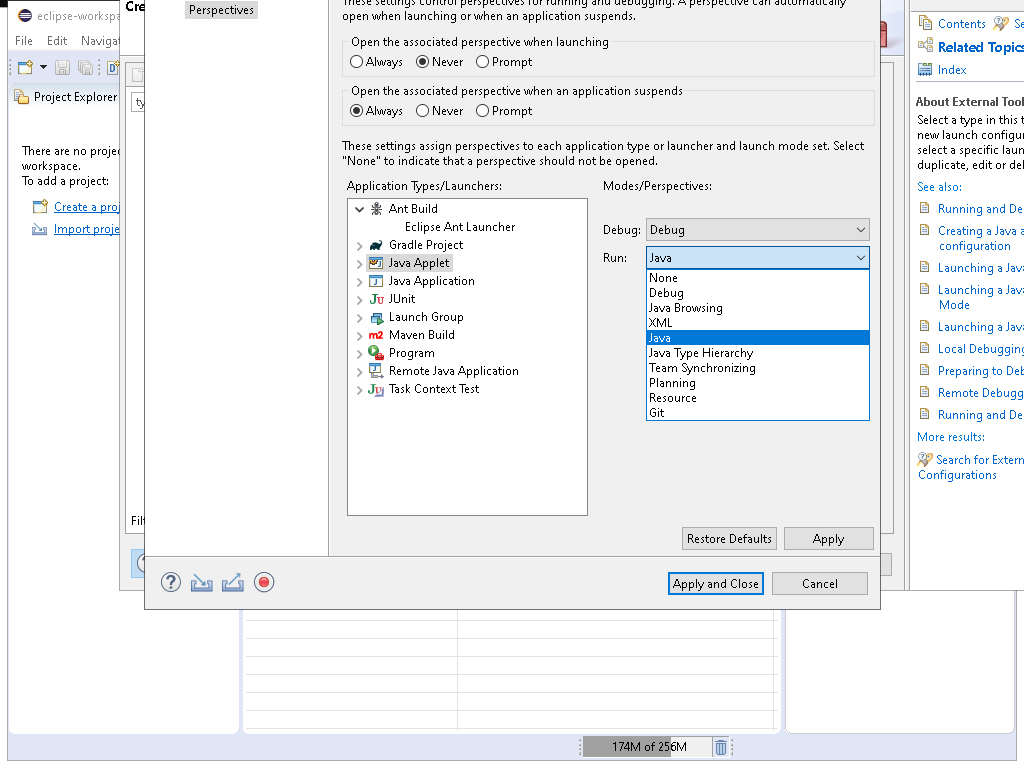 eclipse-workspa
File Edit Navigat
Project Explorer
There are no projec
workspace.
To add a project:
Create a proj
Import proje
Cre
ty
Filt
Perspectives
These settings control perspectives for running and debugging. A perspective can automatically
open when launching or when an application suspends.
Open the associated perspective when launching
Always Never Prompt
Open the associated perspective when an application suspends
Always Never Prompt
These settings assign perspectives to each application type or launcher and launch mode set. Select
"None" to indicate that a perspective should not be opened.
Application Types/Launchers:
Ant Build
Eclipse Ant Launcher
Gradle Project
Java Applet
Java Application
JUnit
Launch Group
Maven Build
Program
Remote Java Application
Task Context Test
Modes/Perspectives:
Debug: Debug
Run: Java
None
Debug
Java Browsing
XML
Java
Java Type Hierarchy
Team Synchronizing
Planning
Resource
Git
Restore Defaults Apply
Apply and Close Cancel
Contents Se
Related Topics
Index
About External Tool
Select a type in this t
new launch configur
select a specific laun
duplicate, edit or del
See also:
Running and De
Creating a Java a
configuration
Launching a Java
Launching a Java
Mode
Launching a Java
Local Debugging
Preparing to Deb
Remote Debugg
Running and De
More results:
Search for Extern
Configurations
174M of 256M